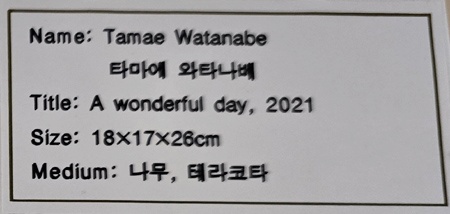 Name: Tamae Watanabe
타마에 와타나베
Title: A wonderful day, 2021
Size: 18×17×26cm
Medium: 나무, 테라코타